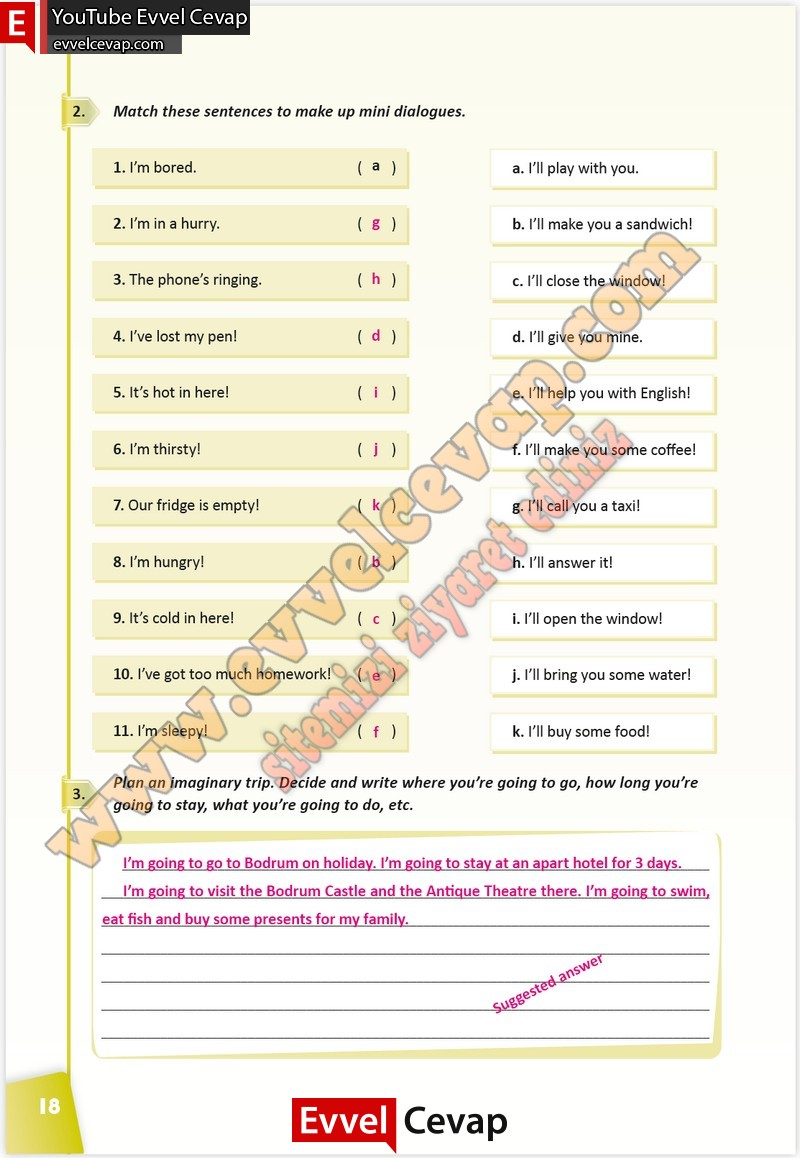 E YouTube Evvel Cevap
evvelcevap.com
2. Match these sentences to make up mini dialogues.
1. I'm bored. ( a ) a. I'll play with you.
2. I'm in a hurry. ( g ) b. I'll make you a sandwich!
3. The phone's ringing. ( h ) c. I'll close the window!
4. I've lost my pen! ( d ) d. I'll give you mine.
5. It's hot in here! ( i ) e. I'll help you with English!
6. I'm thirsty! ( j ) f. I'll make you some coffee!
7. Our fridge is empty! ( k ) g. I'll call you a taxi!
8. I'm hungry! ( b ) h. I'll answer it!
9. It's cold in here! ( c ) i. I'll open the window!
10. I've got too much homework! ( e ) j. I'll bring you some water!
11. I'm sleepy! ( f ) k. I'll buy some food!
www.evvelcevap.com
sitemizi ziyaret ediniz
3. Plan an imaginary trip. Decide and write where you're going to go, how long you're
going to stay, what you're going to do, etc.
I'm going to go to Bodrum on holiday. I'm going to stay at an apart hotel for 3 days.
I'm going to visit the Bodrum Castle and the Antique Theatre there. I'm going to swim,
eat fish and buy some presents for my family.
Suggested answer
18
Evvel Cevap